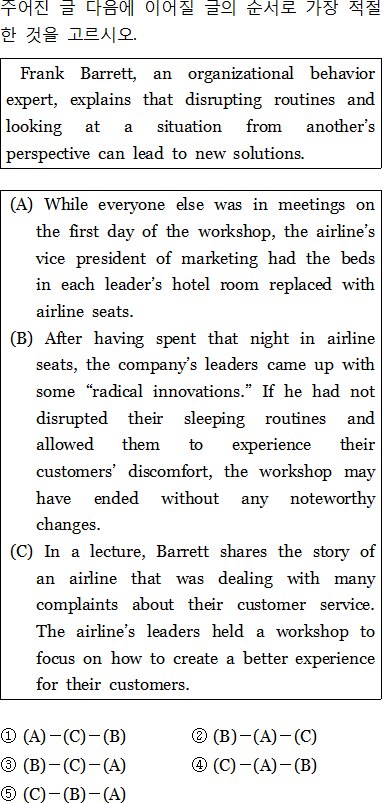 주어진 글 다음에 이어질 글의 순서로 가장 적절
한 것을 고르시오.
Frank Barrett, an organizational behavior
expert, explains that disrupting routines and
looking at a situation from another’s
perspective can lead to new solutions.
(A) While everyone else was in meetings on
the first day of the workshop, the airline’s
vice president of marketing had the beds
in each leader’s hotel room replaced with
airline seats.
(B) After having spent that night in airline
seats, the company’s leaders came up with
some “radical innovations.” If he had not
disrupted their sleeping routines and
allowed them to experience their
customers’ discomfort, the workshop may
have ended without any noteworthy
changes.
(C) In a lecture, Barrett shares the story of
an airline that was dealing with many
complaints about their customer service.
The airline’s leaders held a workshop to
focus on how to create a better experience
for their customers.
① (A)－(C)－(B) ② (B)－(A)－(C)
③ (B)－(C)－(A) ④ (C)－(A)－(B)
⑤ (C)－(B)－(A)